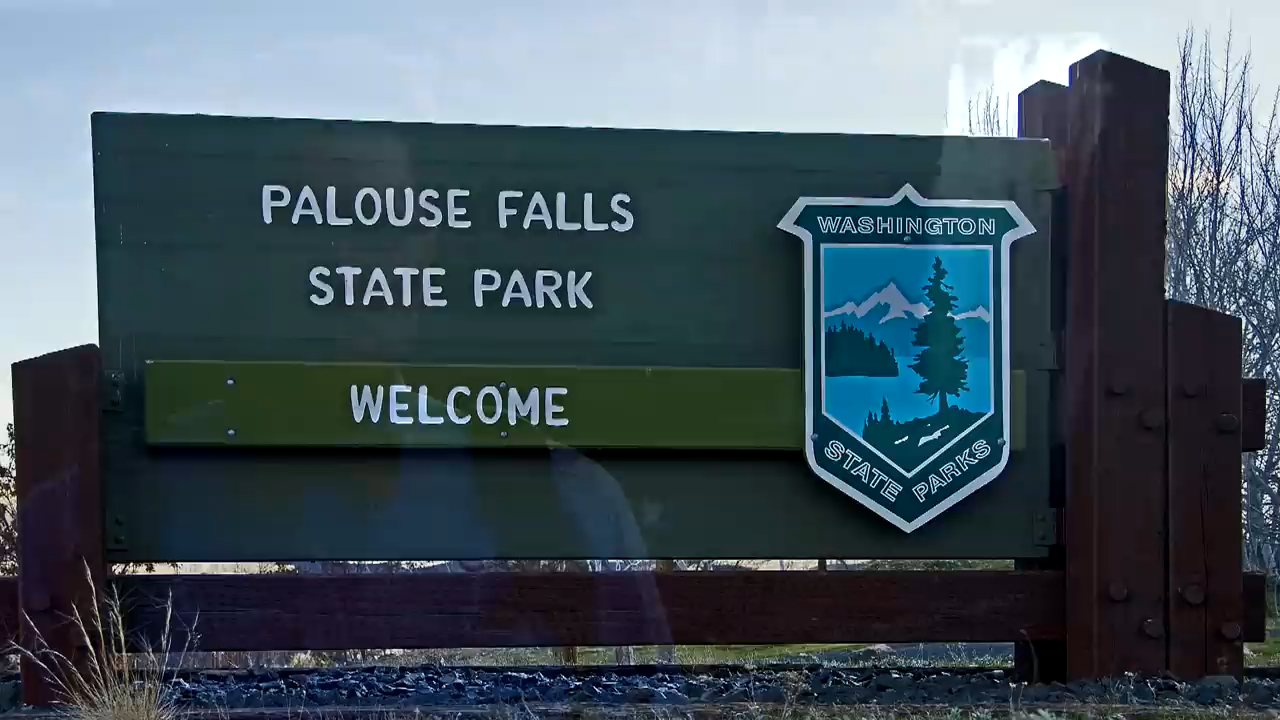 PALOUSE FALLS
STATE PARK
WELCOME
WASHINGTON
STATE PARKS